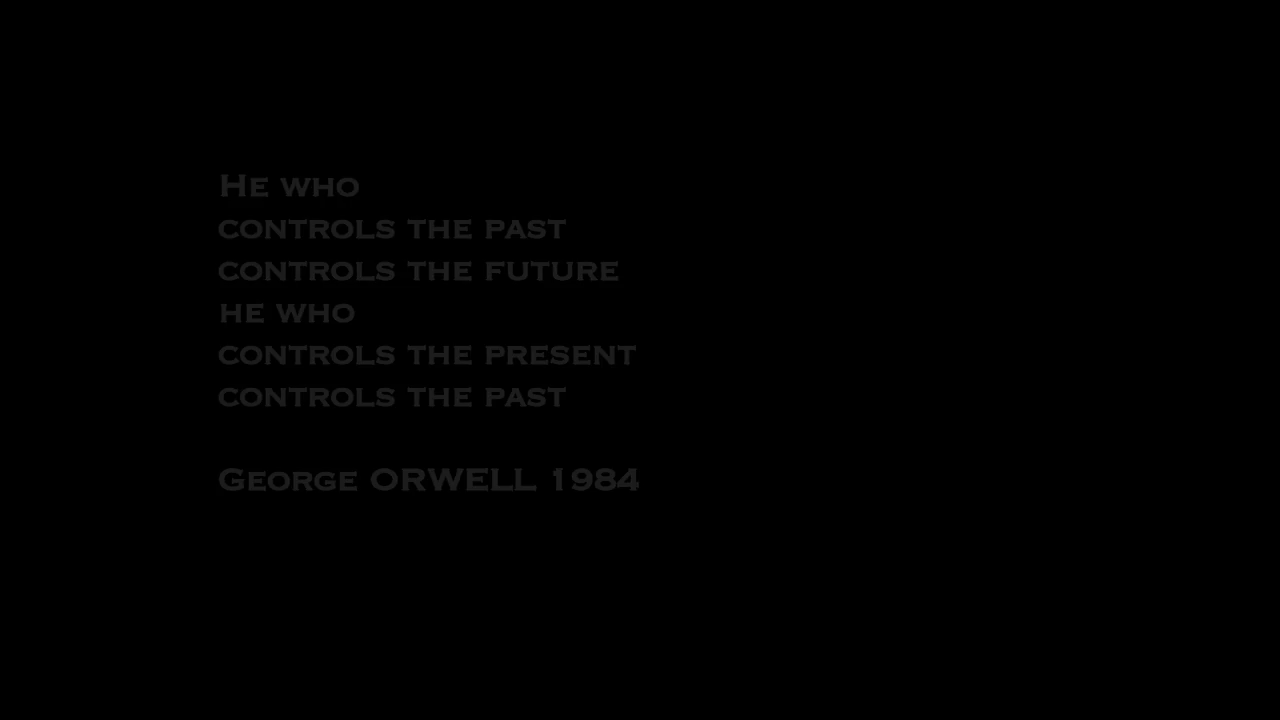 He who
controls the past
controls the future
he who
controls the present
controls the past
George ORWELL 1984